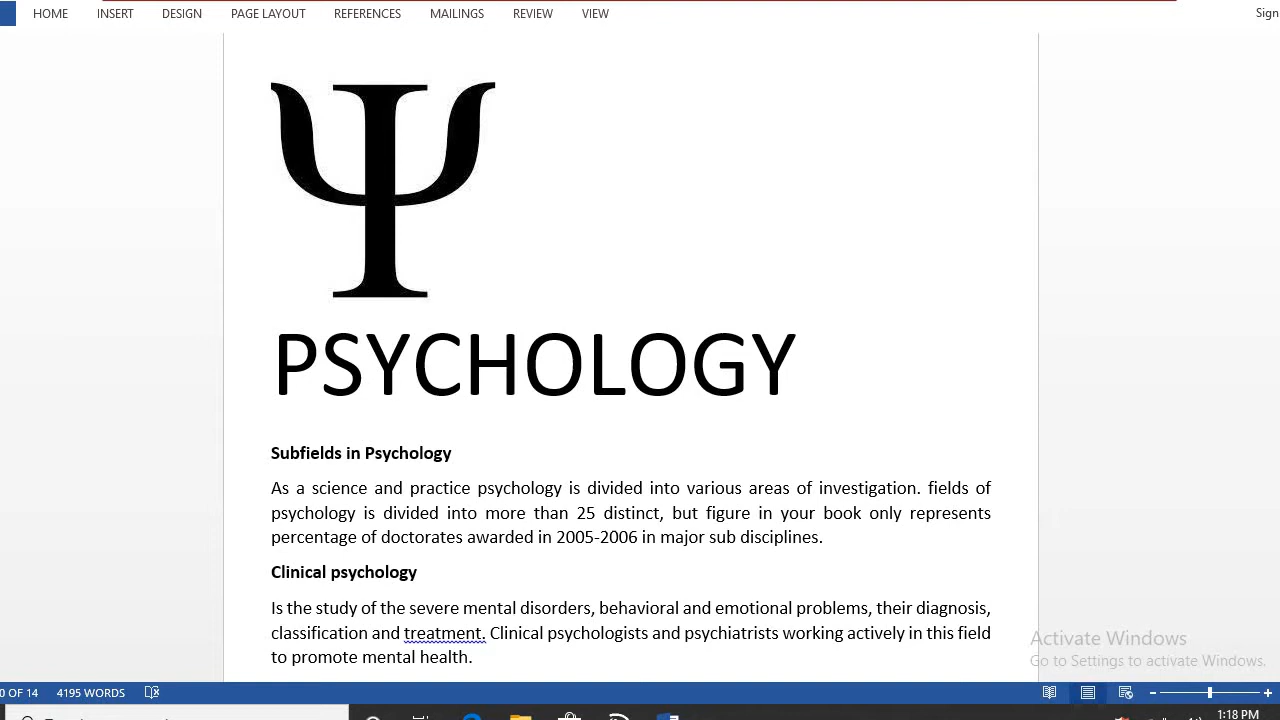 HOME INSERT DESIGN PAGE LAYOUT REFERENCES MAILINGS REVIEW VIEW Sign
Ψ
PSYCHOLOGY
Subfields in Psychology
As a science and practice psychology is divided into various areas of investigation. fields of
psychology is divided into more than 25 distinct, but figure in your book only represents
percentage of doctorates awarded in 2005-2006 in major sub disciplines.
Clinical psychology
Is the study of the severe mental disorders, behavioral and emotional problems, their diagnosis,
classification and treatment. Clinical psychologists and psychiatrists working actively in this field
to promote mental health.
Activate Windows
Go to Settings to activate Windows.
0 OF 14 4195 WORDS
1:18 PM